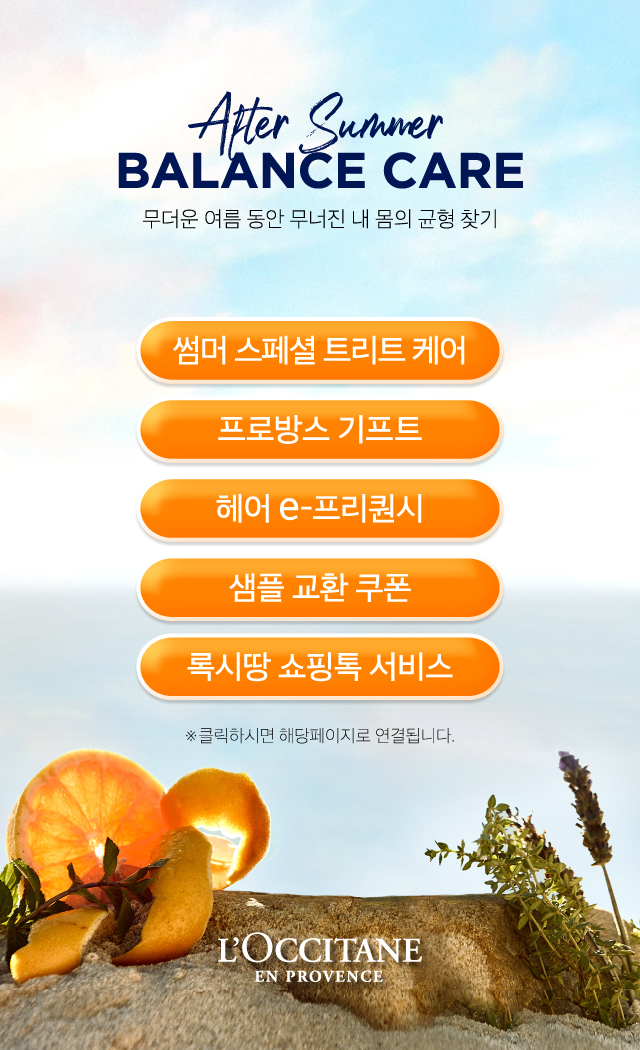 After Summer
BALANCE CARE
무더운 여름 동안 무너진 내 몸의 균형 찾기
썸머 스페셜 트리트 케어
프로방스 기프트
헤어 e-프리퀀시
샘플 교환 쿠폰
록시땅 쇼핑톡 서비스
※클릭하시면 해당페이지로 연결됩니다.
L'OCCITANE
EN PROVENCE